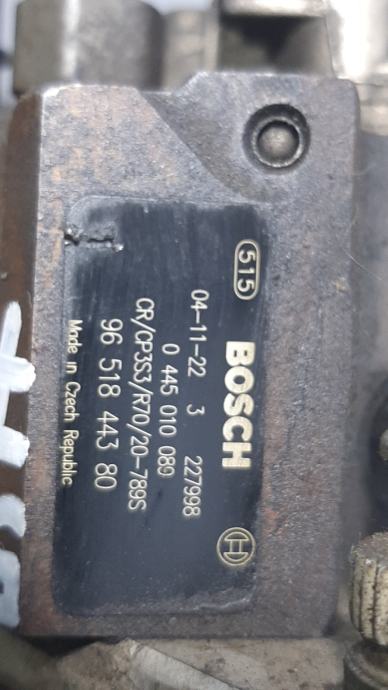 515
BOSCH
04-11-22 3 227998
0 445 010 089
CR/CP3S3/R70/20-789S
96 518 443 80
Made in Czech Republic